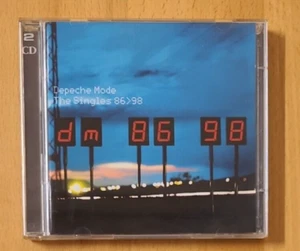 2
CD
Depeche Mode
The Singles 86>98
dm 86 98